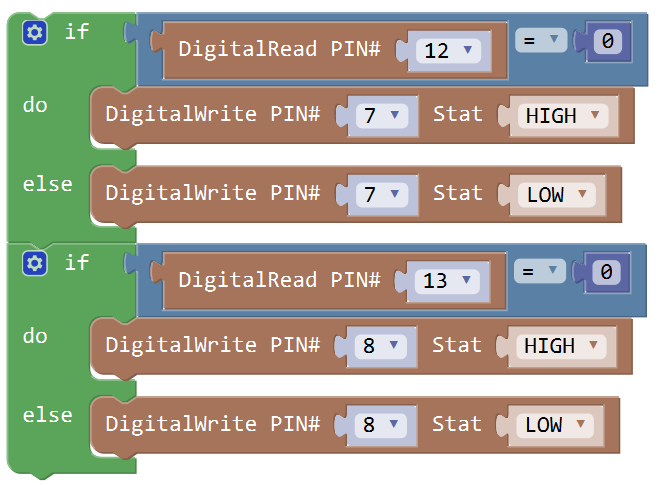 if DigitalRead PIN# 12 = 0
do DigitalWrite PIN# 7 Stat HIGH
else DigitalWrite PIN# 7 Stat LOW
if DigitalRead PIN# 13 = 0
do DigitalWrite PIN# 8 Stat HIGH
else DigitalWrite PIN# 8 Stat LOW